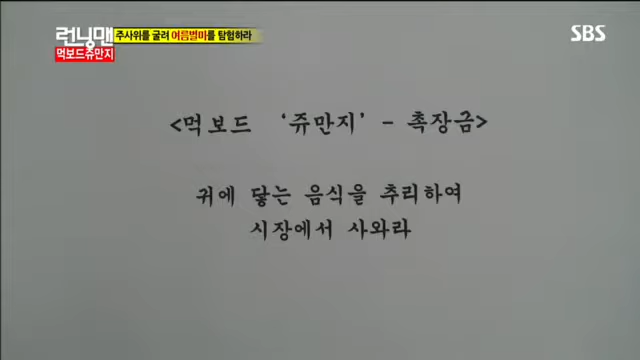 런닝맨
먹보드쥬만지
주사위를 굴려 여름별미를 탐험하라
SBS
<먹보드 '쥬만지' - 촉장금>
귀에 닿는 음식을 추리하여
시장에서 사와라